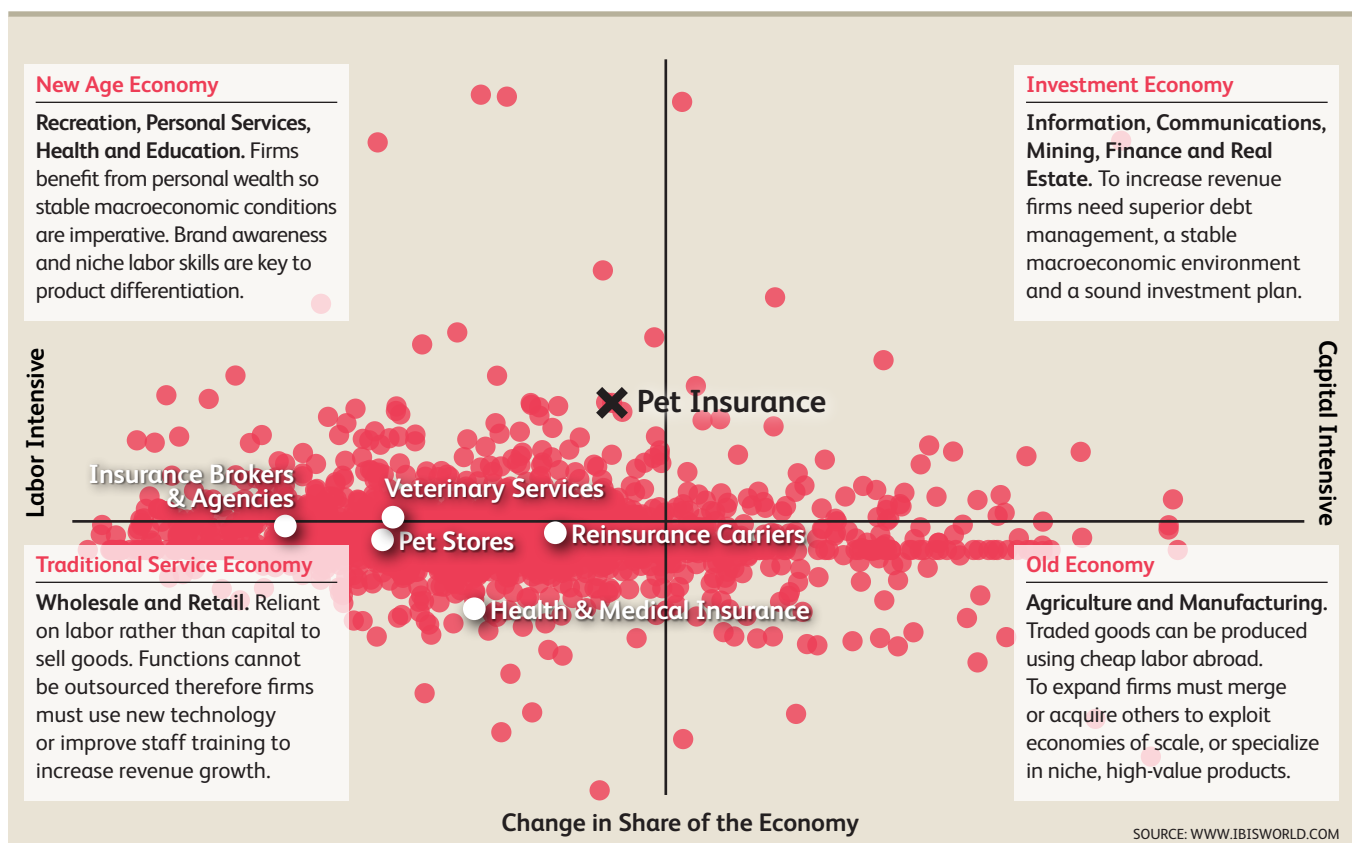 New Age Economy
Recreation, Personal Services,
Health and Education. Firms
benefit from personal wealth so
stable macroeconomic conditions
are imperative. Brand awareness
and niche labor skills are key to
product differentiation.
Investment Economy
Information, Communications,
Mining, Finance and Real
Estate. To increase revenue
firms need superior debt
management, a stable
macroeconomic environment
and a sound investment plan.
Labor Intensive
Capital Intensive
Pet Insurance
Insurance Brokers
& Agencies
Veterinary Services
Pet Stores
Reinsurance Carriers
Health & Medical Insurance
Traditional Service Economy
Wholesale and Retail. Reliant
on labor rather than capital to
sell goods. Functions cannot
be outsourced therefore firms
must use new technology
or improve staff training to
increase revenue growth.
Old Economy
Agriculture and Manufacturing.
Traded goods can be produced
using cheap labor abroad.
To expand firms must merge
or acquire others to exploit
economies of scale, or specialize
in niche, high-value products.
Change in Share of the Economy
SOURCE: WWW.IBISWORLD.COM